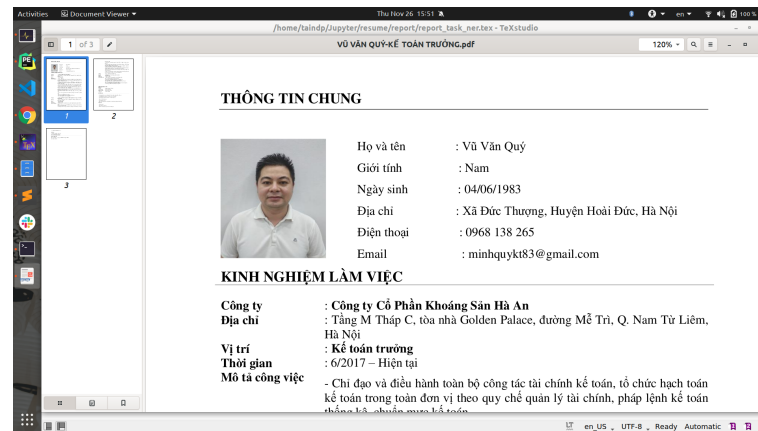 Activities Document Viewer Thu Nov 26 15:51 en 100 %
/home/taindp/Jupyter/resume/report/report_task_ner.tex - TeXstudio
1 of 3 VŨ VĂN QUÝ-KẾ TOÁN TRƯỞNG.pdf 120%
1
2
3
THÔNG TIN CHUNG
Họ và tên : Vũ Văn Quý
Giới tính : Nam
Ngày sinh : 04/06/1983
Địa chỉ : Xã Đức Thượng, Huyện Hoài Đức, Hà Nội
Điện thoại : 0968 138 265
Email : minhquykt83@gmail.com
KINH NGHIỆM LÀM VIỆC
Công ty : Công ty Cổ Phần Khoáng Sản Hà An
Địa chỉ : Tầng M Tháp C, tòa nhà Golden Palace, đường Mễ Trì, Q. Nam Từ Liêm,
Hà Nội
Vị trí : Kế toán trưởng
Thời gian : 6/2017 – Hiện tại
Mô tả công việc - Chỉ đạo và điều hành toàn bộ công tác tài chính kế toán, tổ chức hạch toán
kế toán trong toàn đơn vị theo quy chế quản lý tài chính, pháp lệnh kế toán
thống kê, chuẩn mực kế toán
en_US UTF-8 Ready Automatic